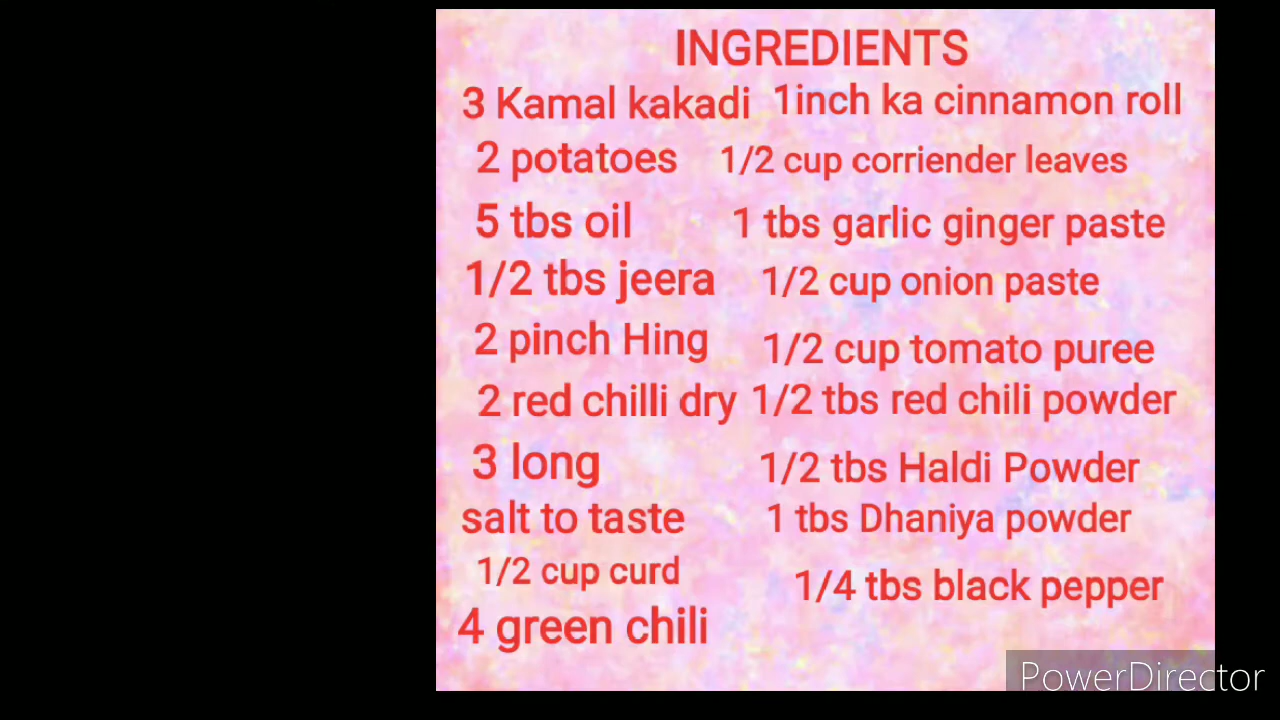 INGREDIENTS
3 Kamal kakadi
2 potatoes
5 tbs oil
1/2 tbs jeera
2 pinch Hing
2 red chilli dry
3 long
salt to taste
1/2 cup curd
4 green chili
1inch ka cinnamon roll
1/2 cup corriender leaves
1 tbs garlic ginger paste
1/2 cup onion paste
1/2 cup tomato puree
1/2 tbs red chili powder
1/2 tbs Haldi Powder
1 tbs Dhaniya powder
1/4 tbs black pepper
PowerDirector